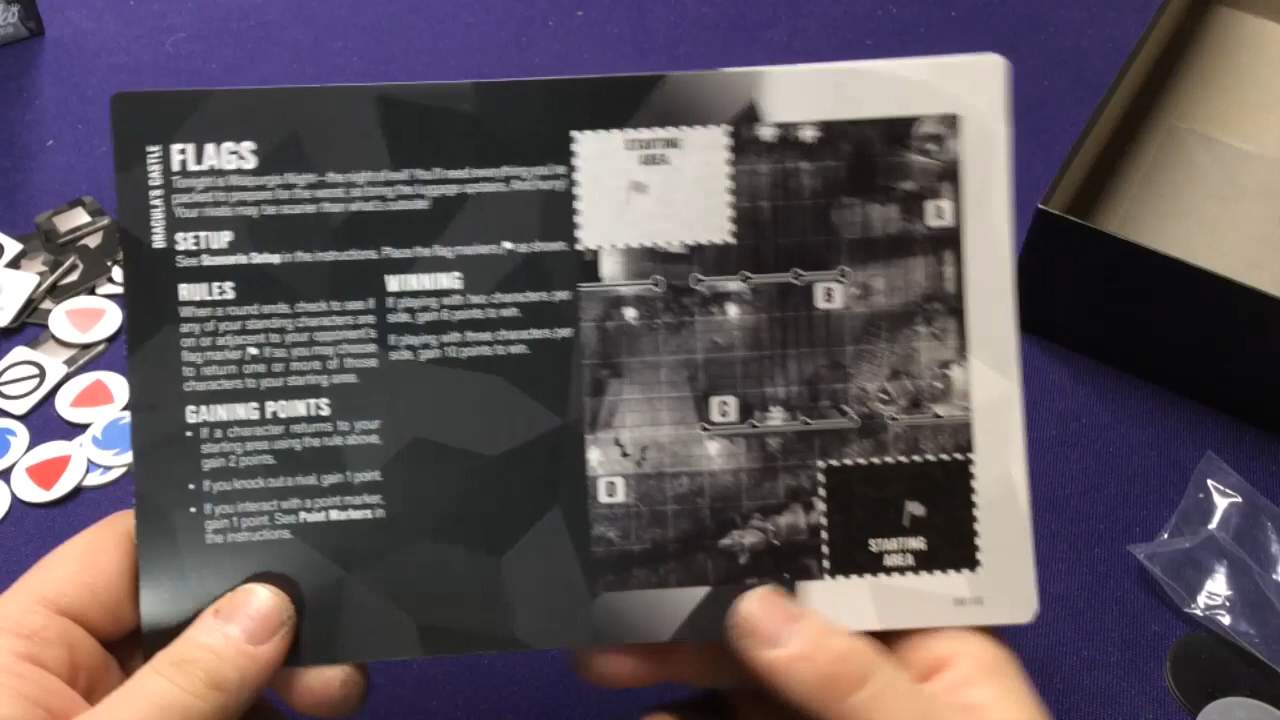 DRACULA'S CASTLE
FLAGS
Your rivals may be
SETUP
See Scenario Setup in the instructions. Place the flag markers as shown.
RULES
When a round ends, check to see if
any of your standing characters are
on or adjacent to your opponent's
flag marker. If so, you may choose
to return one or more of those
characters to your starting area.
GAINING POINTS
• If a character returns to your
starting area using the rule above,
gain 2 points.
• If you knock out a rival, gain 1 point.
• If you interact with a point marker,
gain 1 point. See Point Markers in
the instructions.
WINNING
If playing with two characters per
side, gain 8 points to win.
If playing with three characters per
side, gain 10 points to win.
STARTING
AREA
B
C
D
STARTING
AREA